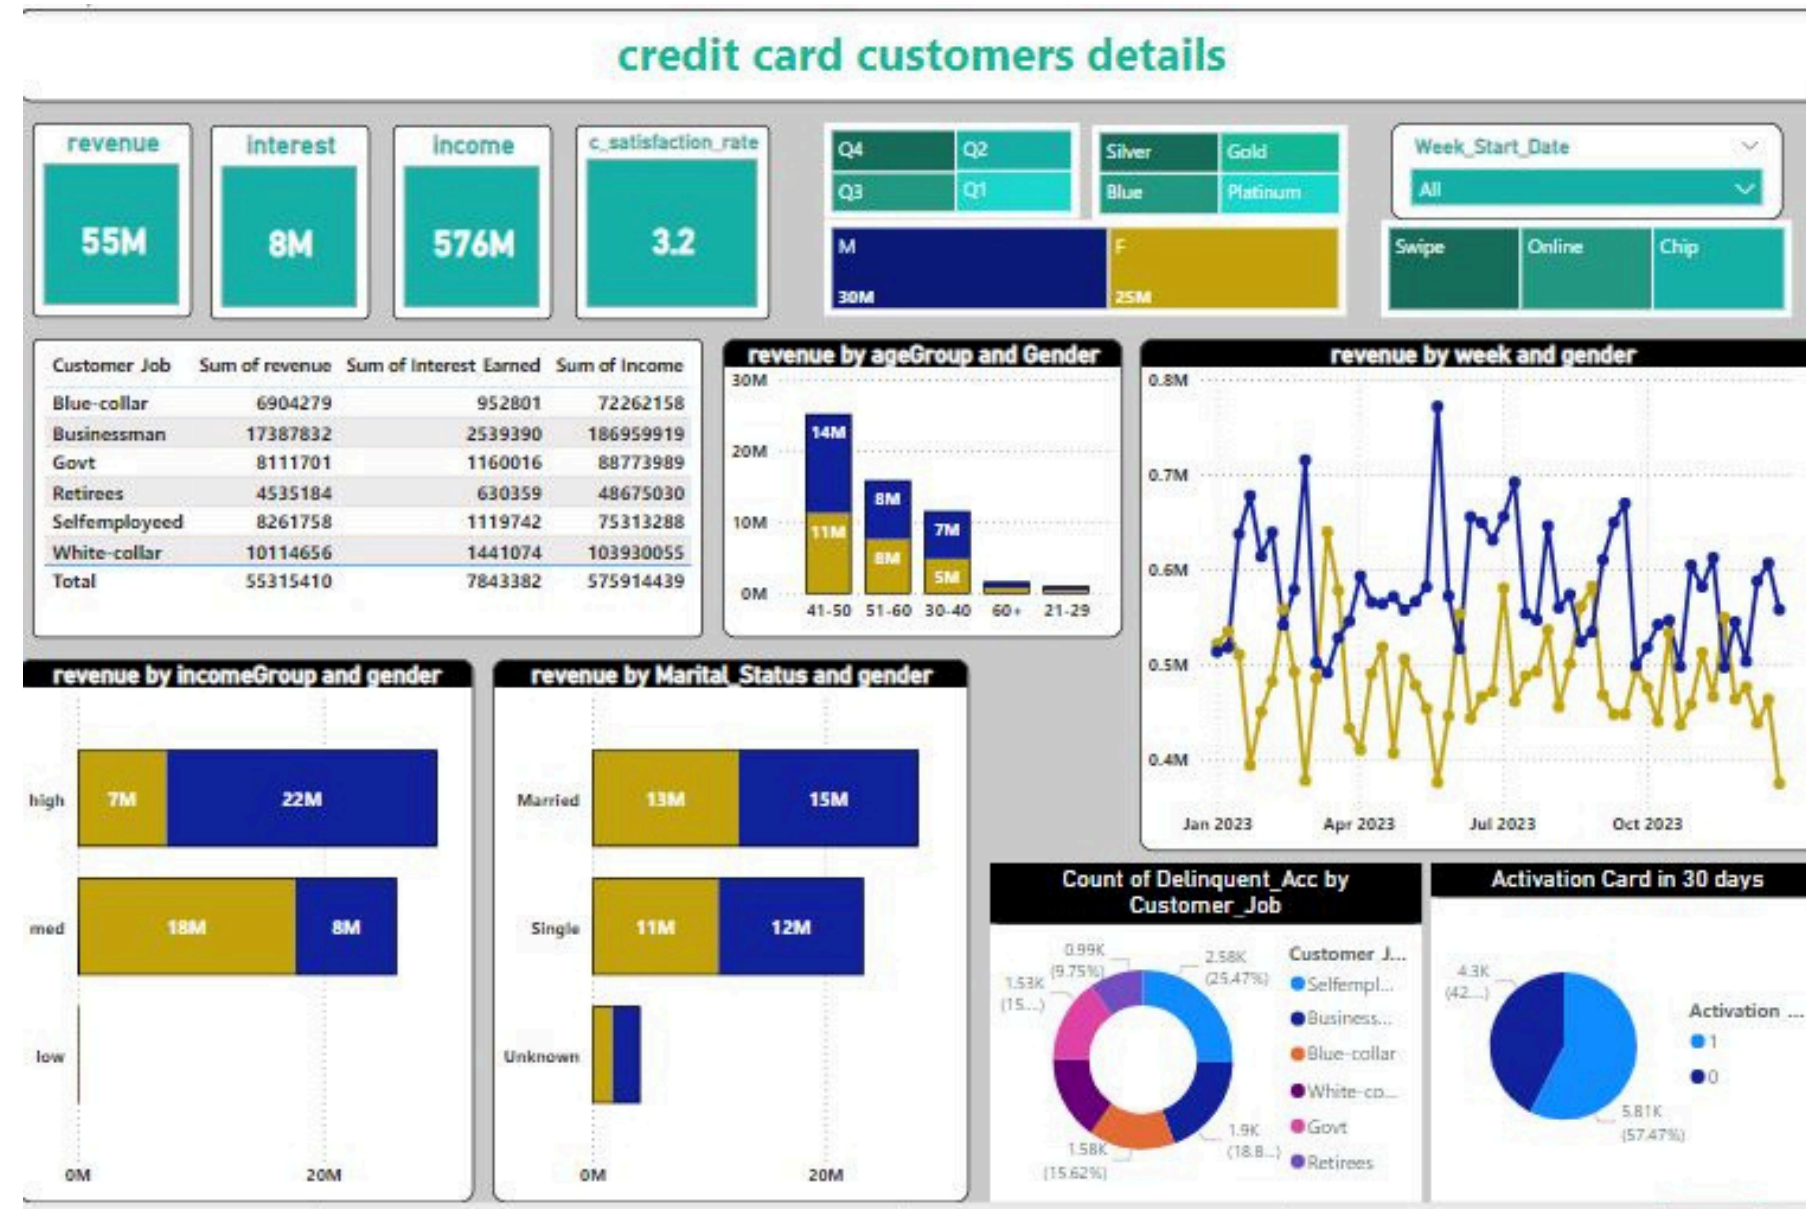 credit card customers details
revenue
55M
interest
8M
income
576M
c_satisfaction_rate
3.2
Q4 Q2
Q3 Q1
Silver Gold
Blue Platinum
M
30M
F
25M
Week_Start_Date
All
Swipe Online Chip
Customer Job Sum of revenue Sum of Interest Earned Sum of Income
Blue-collar 6904279 952801 72262158
Businessman 17387832 2539390 186959919
Govt 8111701 1160016 88773989
Retirees 4535184 630359 48675030
Selfemployeed 8261758 1119742 75313288
White-collar 10114656 1441074 103930055
Total 55315410 7843382 575914439
revenue by ageGroup and Gender
30M
20M
10M
0M
14M
11M
8M
8M
7M
5M
41-50 51-60 30-40 60+ 21-29
revenue by week and gender
0.8M
0.7M
0.6M
0.5M
0.4M
Jan 2023 Apr 2023 Jul 2023 Oct 2023
revenue by incomeGroup and gender
high 7M 22M
med 18M 8M
low
0M 20M
revenue by Marital_Status and gender
Married 13M 15M
Single 11M 12M
Unknown
0M 20M
Count of Delinquent_Acc by
Customer_Job
0.99K
(9.75%)
2.58K
(25.47%)
1.53K
(15...)
1.58K
(15.62%)
1.9K
(18.8...)
Customer J...
Selfempl...
Business...
Blue-collar
White-co...
Govt
Retirees
Activation Card in 30 days
4.3K
(42....)
5.81K
(57.47%)
Activation ...
1
0